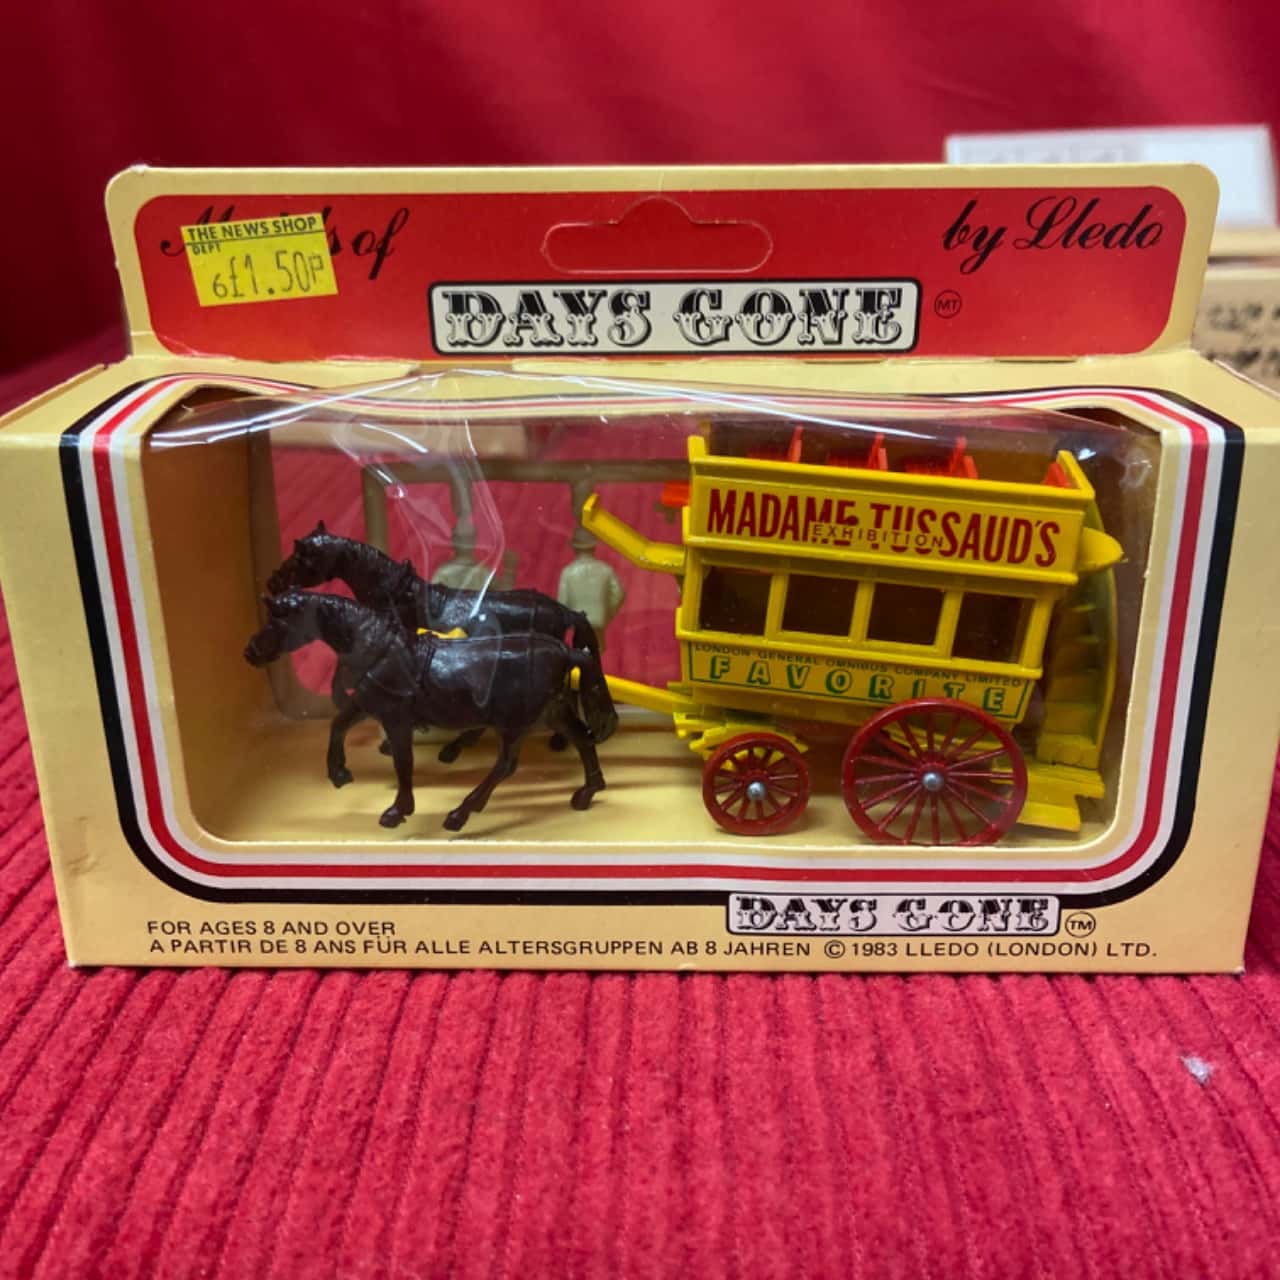 THE NEWS SHOP
DEPT
6£1.50P
of
by Lledo
DAYS GONE
MT
MADAME TUSSAUD'S
EXHIBITION
LONDON GENERAL OMNIBUS COMPANY LIMITED
FAVORITE
DAYS GONE TM
FOR AGES 8 AND OVER
A PARTIR DE 8 ANS FÜR ALLE ALTERSGRUPPEN AB 8 JAHREN © 1983 LLEDO (LONDON) LTD.